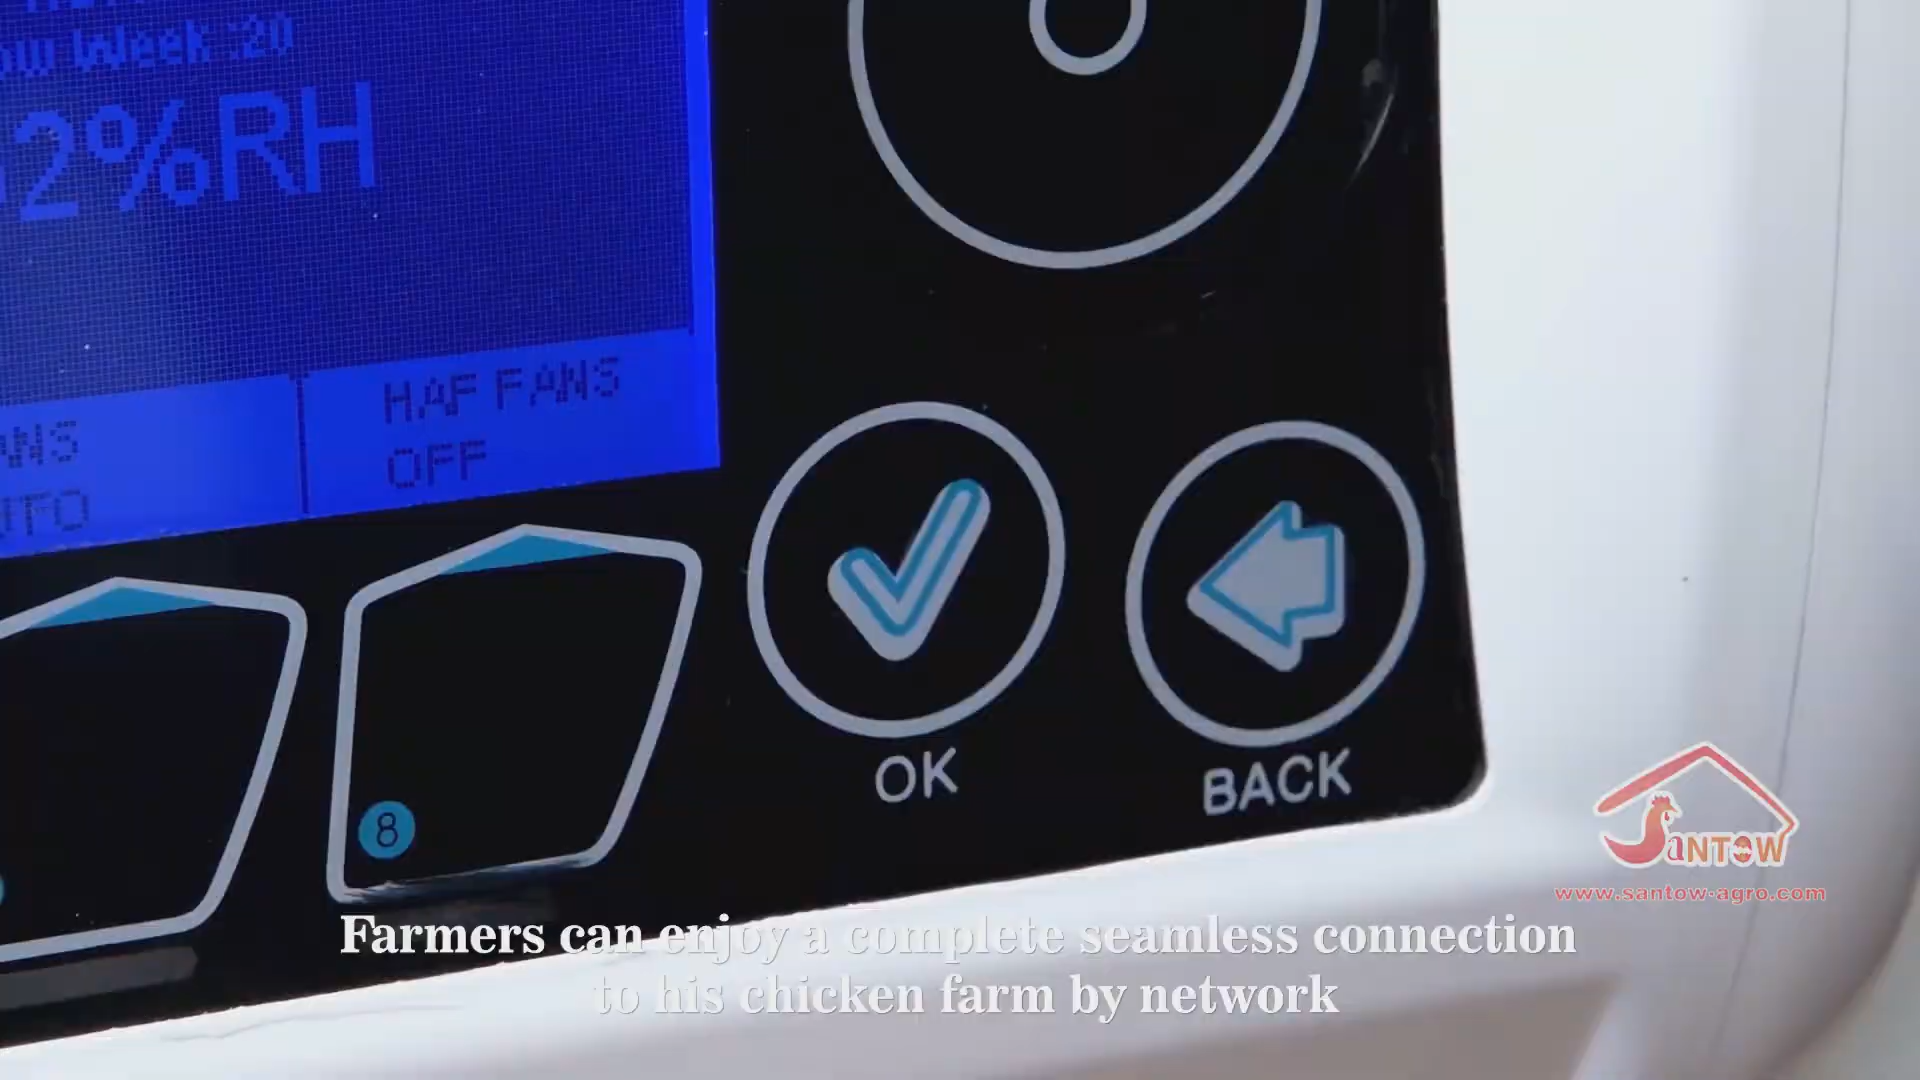 Week :20
2%RH
HAF FANS
OFF
OK
BACK
8
SANTOW
www.santow-agro.com
Farmers can enjoy a complete seamless connection
to his chicken farm by network